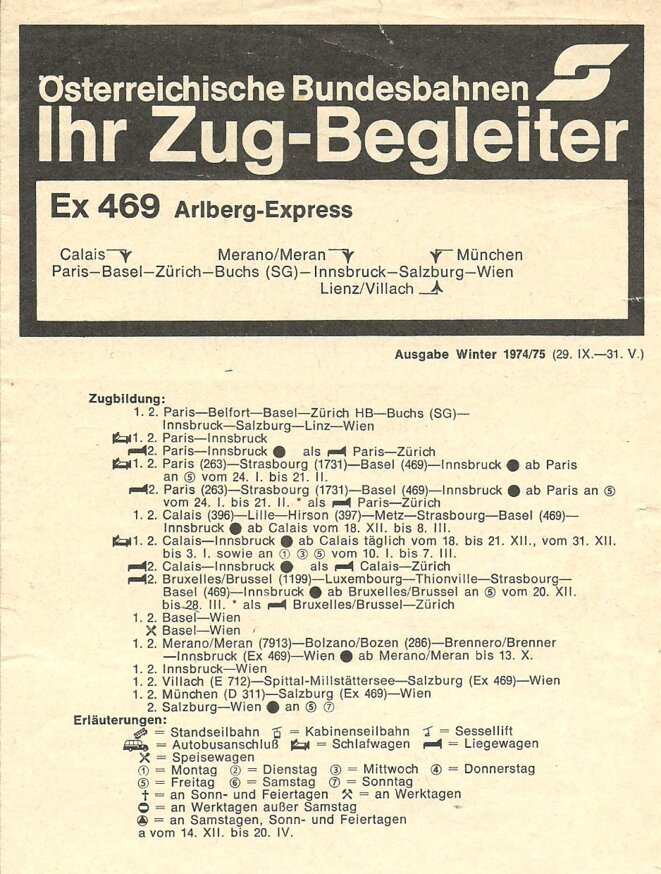 Österreichische Bundesbahnen
Ihr Zug-Begleiter
Ex 469 Arlberg-Express
Calais Merano/Meran München
Paris—Basel—Zürich—Buchs (SG)—Innsbruck—Salzburg—Wien
Lienz/Villach
Ausgabe Winter 1974/75 (29. IX.—31. V.)
Zugbildung:
1. 2. Paris—Belfort—Basel—Zürich HB—Buchs (SG)—
Innsbruck—Salzburg—Linz—Wien
1. 2. Paris—Innsbruck
2. Paris—Innsbruck ● als Paris—Zürich
1. 2. Paris (263)—Strasbourg (1731)—Basel (469)—Innsbruck ● ab Paris
an ⑤ vom 24. I. bis 21. II.
2. Paris (263)—Strasbourg (1731)—Basel (469)—Innsbruck ● ab Paris an ⑤
vom 24. I. bis 21. II. * als Paris—Zürich
1. 2. Calais (396)—Lille—Hirson (397)—Metz—Strasbourg—Basel (469)—
Innsbruck ● ab Calais vom 18. XII. bis 8. III.
1. 2. Calais—Innsbruck ● ab Calais täglich vom 18. bis 21. XII., vom 31. XII.
bis 3. I. sowie an ① ③ ⑤ vom 10. I. bis 7. III.
2. Calais—Innsbruck ● als Calais—Zürich
2. Bruxelles/Brussel (1199)—Luxembourg—Thionville—Strasbourg—
Basel (469)—Innsbruck ● ab Bruxelles/Brussel an ⑤ vom 20. XII.
bis 28. III. * als Bruxelles/Brussel—Zürich
1. 2. Basel—Wien
Basel—Wien
1. 2. Merano/Meran (7913)—Bolzano/Bozen (286)—Brennero/Brenner
—Innsbruck (Ex 469)—Wien ● ab Merano/Meran bis 13. X.
1. 2. Innsbruck—Wien
1. 2. Villach (E 712)—Spittal-Millstättersee—Salzburg (Ex 469)—Wien
1. 2. München (D 311)—Salzburg (Ex 469)—Wien
2. Salzburg—Wien ● an ⑤ ⑦
Erläuterungen:
= Standseilbahn = Kabinenseilbahn = Sessellift
= Autobusanschluß = Schlafwagen = Liegewagen
= Speisewagen
① = Montag ② = Dienstag ③ = Mittwoch ④ = Donnerstag
⑤ = Freitag ⑥ = Samstag ⑦ = Sonntag
† = an Sonn- und Feiertagen ⚒ = an Werktagen
= an Werktagen außer Samstag
= an Samstagen, Sonn- und Feiertagen
a vom 14. XII. bis 20. IV.